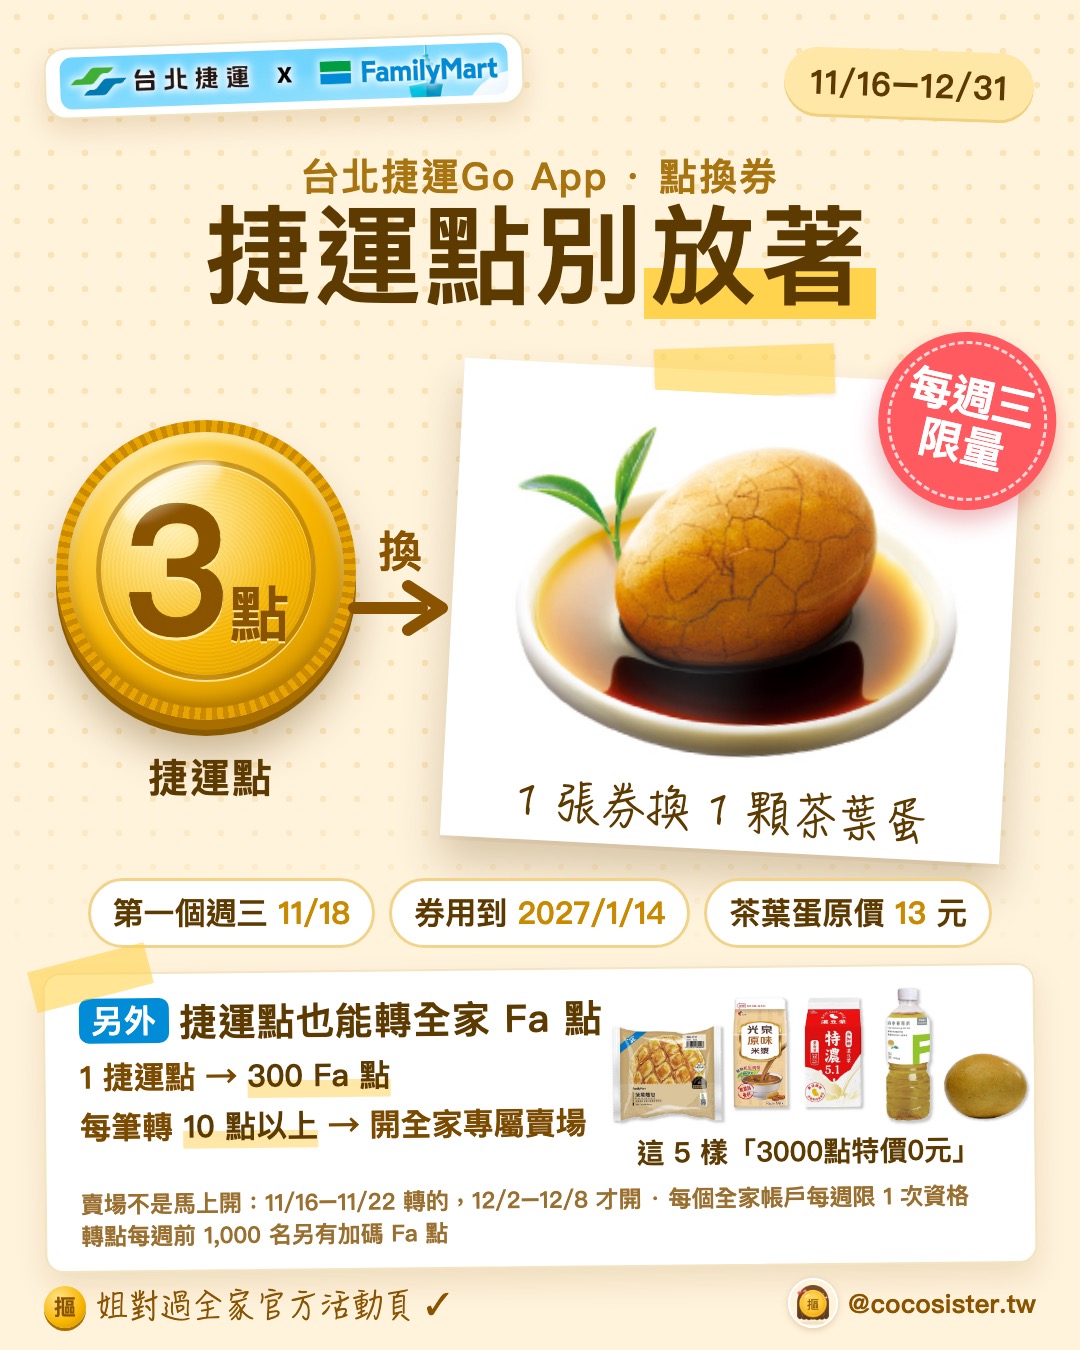 台北捷運 x FamilyMart
11/16－12/31
台北捷運Go App · 點換券
捷運點別放著
每週三
限量
3點
換
捷運點
1 張券換 1 顆茶葉蛋
第一個週三 11/18
券用到 2027/1/14
茶葉蛋原價 13 元
另外 捷運點也能轉全家 Fa 點
1 捷運點 → 300 Fa 點
每筆轉 10 點以上 → 開全家專屬賣場
光泉
原味
米漿
特濃
5.1
這 5 樣「3000點特價0元」
賣場不是馬上開：11/16－11/22 轉的，12/2－12/8 才開 · 每個全家帳戶每週限 1 次資格
轉點每週前 1,000 名另有加碼 Fa 點
摳 姐對過全家官方活動頁 ✓
摳 @cocosister.tw